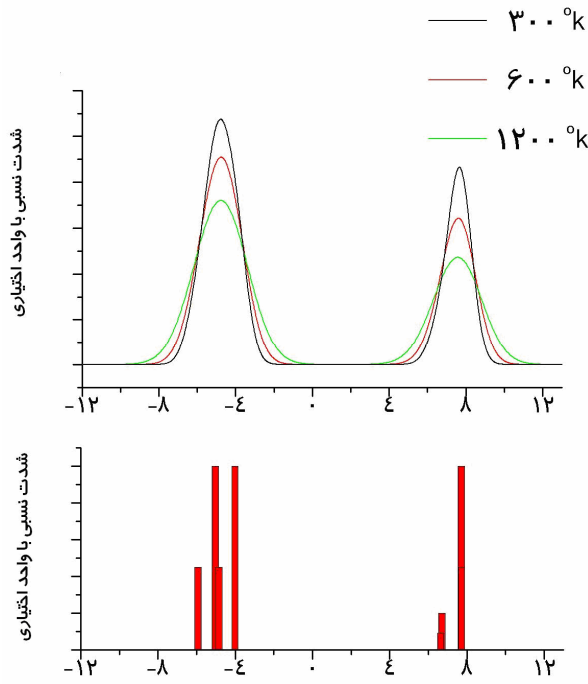 ۳۰۰ °k
۶۰۰ °k
۱۲۰۰ °k
شدت نسبی با واحد اختیاری
-۱۲ -۸ -٤ ۰ ٤ ۸ ۱۲
شدت نسبی با واحد اختیاری
-۱۲ -۸ -٤ ۰ ٤ ۸ ۱۲